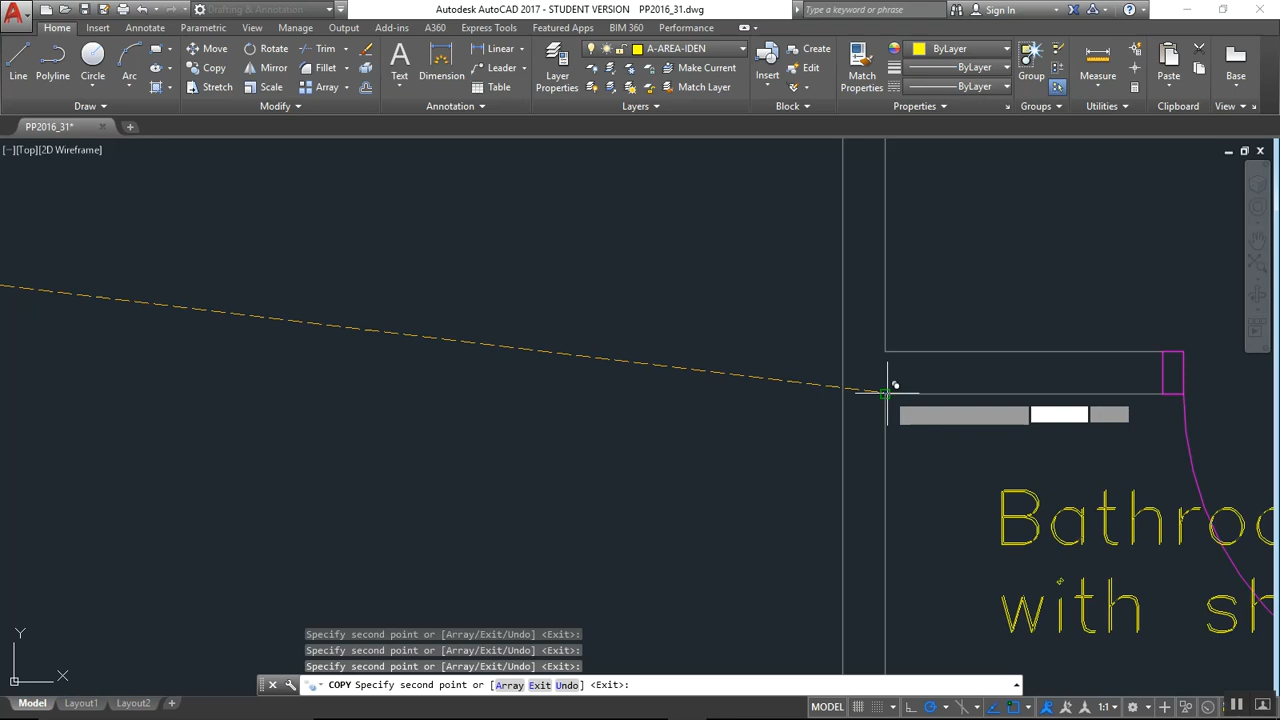 Autodesk AutoCAD 2017 - STUDENT VERSION PP2016_31.dwg
Drafting & Annotation
Type a keyword or phrase
Sign In
Home Insert Annotate Parametric View Manage Output Add-ins A360 Express Tools Featured Apps BIM 360 Performance
Line Polyline Circle Arc
Move Rotate Trim
Copy Mirror Fillet
Stretch Scale Array
Text Dimension
Linear
Leader
Table
Layer Properties
A-AREA-IDEN
Make Current
Match Layer
Insert
Create
Edit
Match Properties
ByLayer
ByLayer
ByLayer
Group
Measure
Paste
Base
Draw Modify Annotation Layers Block Properties Groups Utilities Clipboard View
PP2016_31*
[−][Top][2D Wireframe]
with
Y
X
Specify second point or [Array/Exit/Undo] <Exit>:
Specify second point or [Array/Exit/Undo] <Exit>:
Specify second point or [Array/Exit/Undo] <Exit>:
COPY Specify second point or [Array Exit Undo] <Exit>:
Model Layout1 Layout2
MODEL
1:1